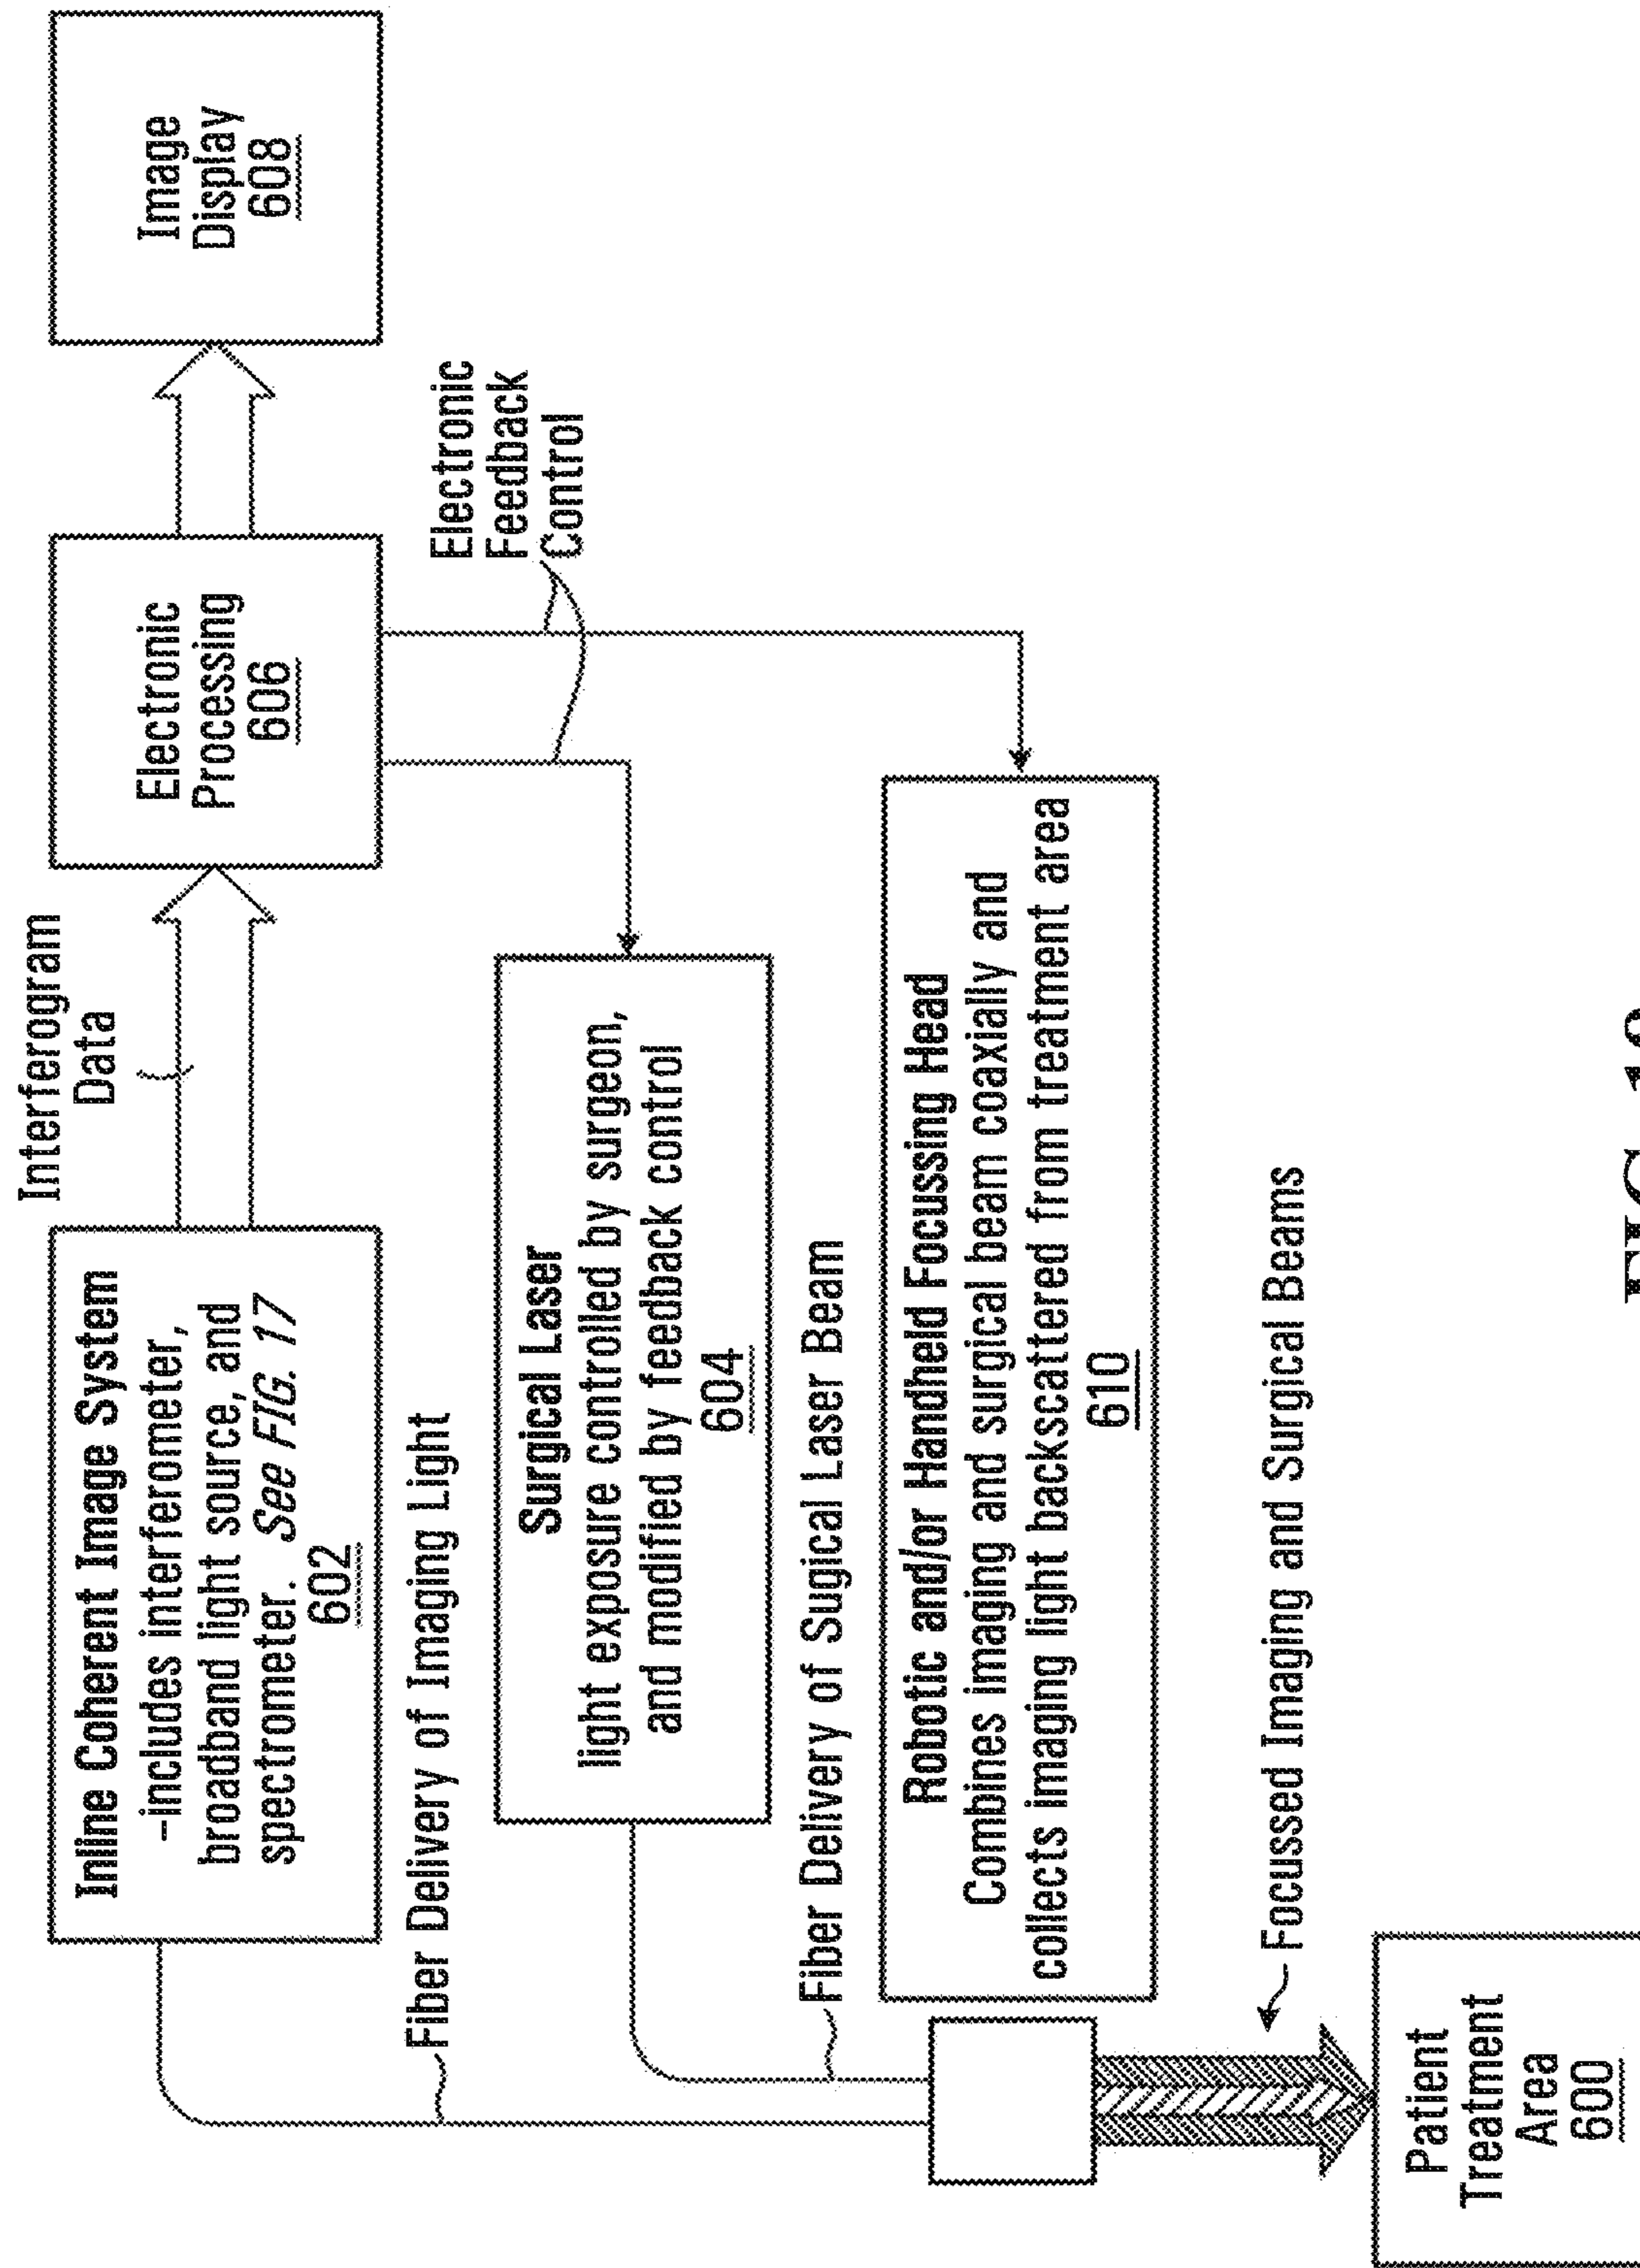 Inline Coherent Image System
-includes interferometer,
broadband light source, and
spectrometer. See FIG. 17
602
Interferogram
Data
Electronic
Processing
606
Image
Display
608
Fiber Delivery of Imaging Light
Electronic
Feedback
Control
Surgical Laser
light exposure controlled by surgeon,
and modified by feedback control
604
Fiber Delivery of Sugical Laser Beam
Robotic and/or Handheld Focussing Head
Combines imaging and surgical beam coaxially and
collects imaging light backscattered from treatment area
610
Focussed Imaging and Surgical Beams
Patient
Treatment
Area
600